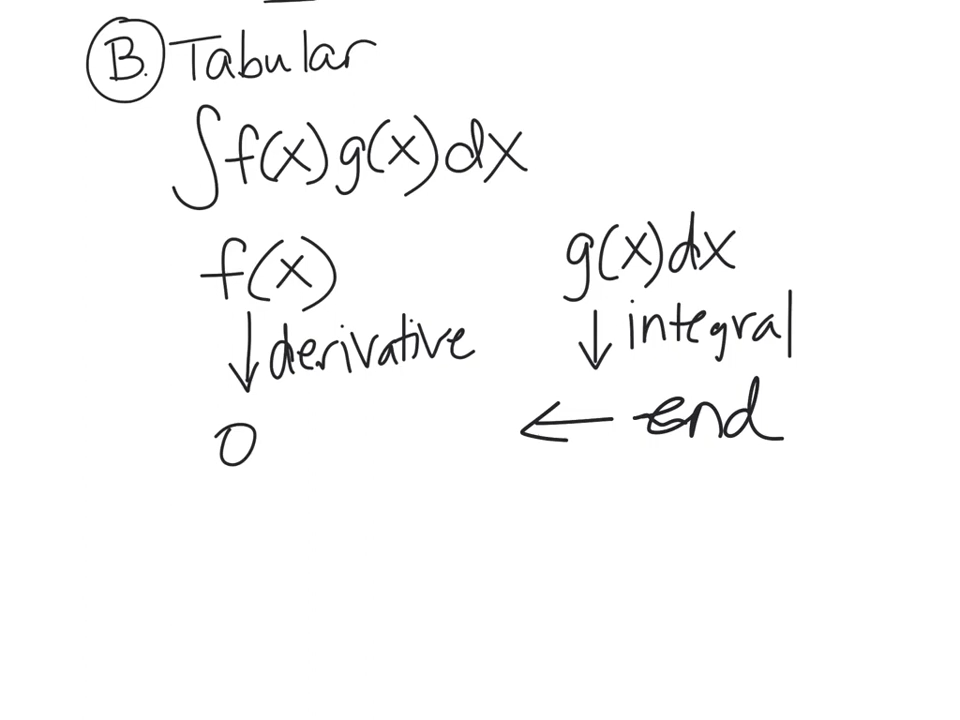 B. Tabular
∫f(x)g(x)dx
f(x) g(x)dx
↓ derivative ↓ integral
0 ← end